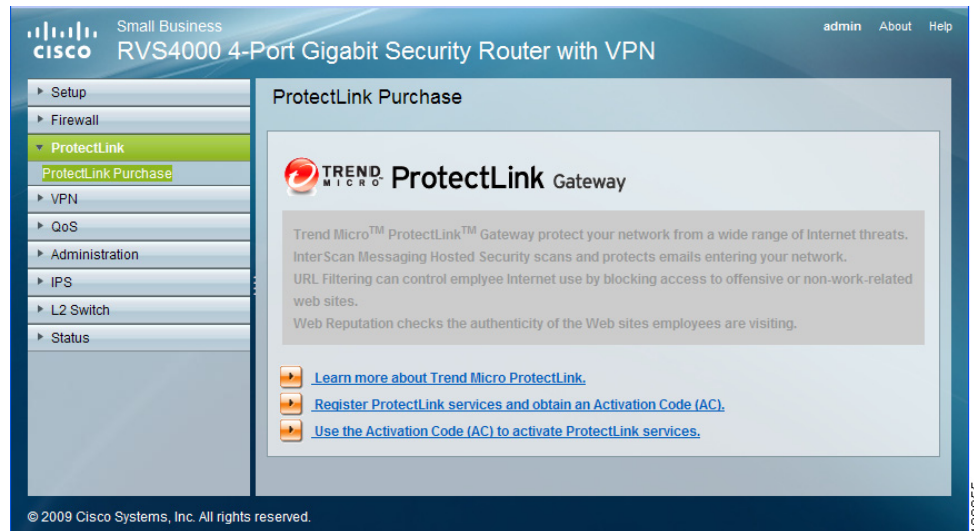 Small Business
CISCO RVS4000 4-Port Gigabit Security Router with VPN
admin About Help
Setup
Firewall
ProtectLink
ProtectLink Purchase
VPN
QoS
Administration
IPS
L2 Switch
Status
ProtectLink Purchase
TREND MICRO ProtectLink Gateway
Trend Micro™ ProtectLink™ Gateway protect your network from a wide range of Internet threats.
InterScan Messaging Hosted Security scans and protects emails entering your network.
URL Filtering can control emplyee Internet use by blocking access to offensive or non-work-related
web sites.
Web Reputation checks the authenticity of the Web sites employees are visiting.
Learn more about Trend Micro ProtectLink.
Register ProtectLink services and obtain an Activation Code (AC).
Use the Activation Code (AC) to activate ProtectLink services.
© 2009 Cisco Systems, Inc. All rights reserved.